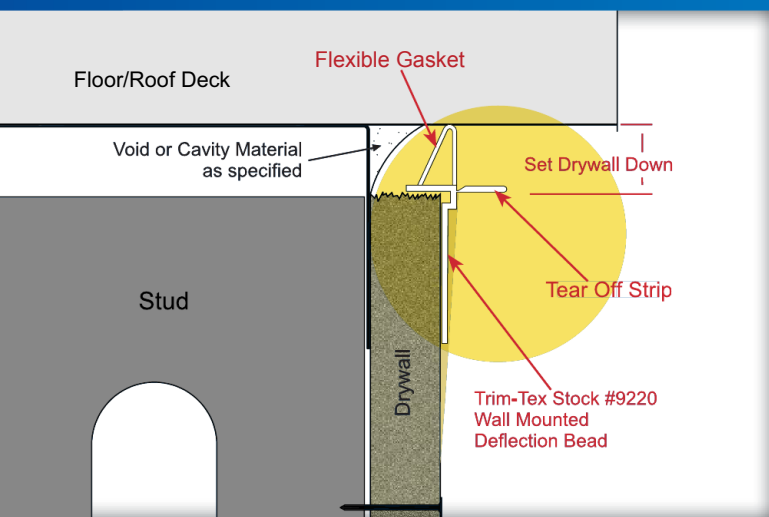 Flexible Gasket
Floor/Roof Deck
Void or Cavity Material
as specified
Set Drywall Down
Tear Off Strip
Stud
Drywall
Trim-Tex Stock #9220
Wall Mounted
Deflection Bead